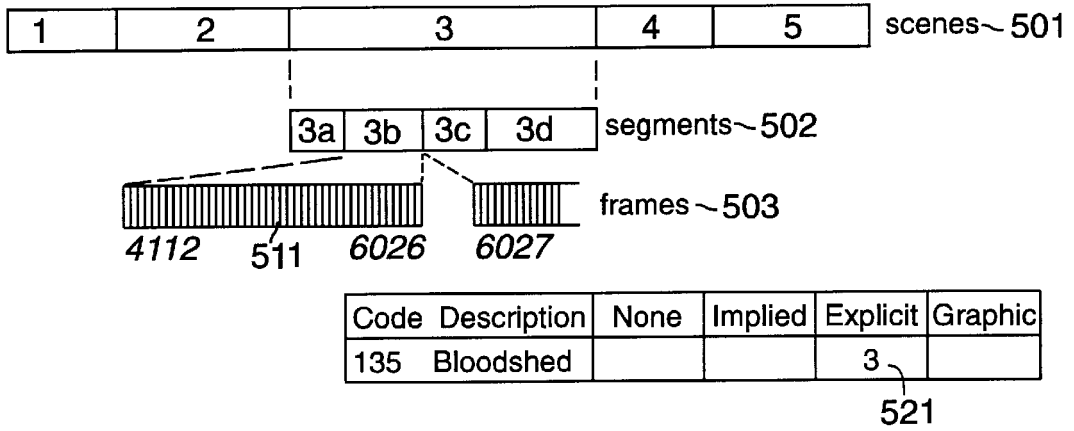 1 2 3 4 5 scenes~501
3a 3b 3c 3d segments~502
frames~503
4112 511 6026 6027
Code Description None Implied Explicit Graphic
135 Bloodshed 3
521